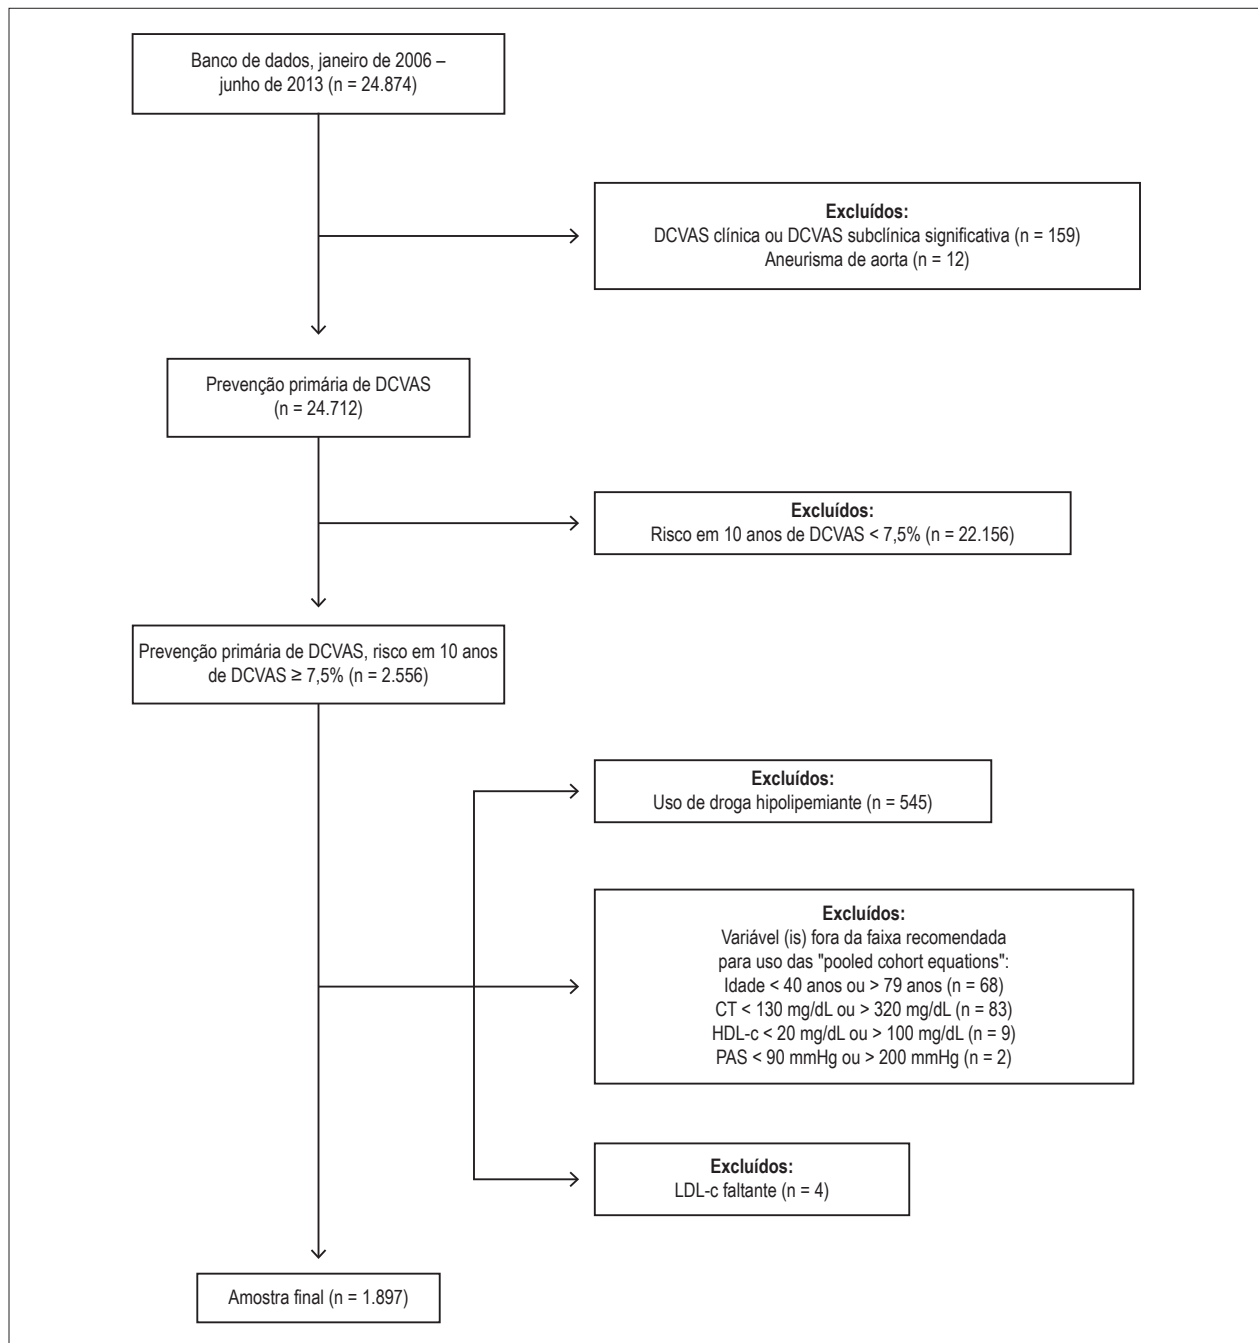 Banco de dados, janeiro de 2006 –
junho de 2013 (n = 24.874)
Excluídos:
DCVAS clínica ou DCVAS subclínica significativa (n = 159)
Aneurisma de aorta (n = 12)
Prevenção primária de DCVAS
(n = 24.712)
Excluídos:
Risco em 10 anos de DCVAS < 7,5% (n = 22.156)
Prevenção primária de DCVAS, risco em 10 anos
de DCVAS ≥ 7,5% (n = 2.556)
Excluídos:
Uso de droga hipolipemiante (n = 545)
Excluídos:
Variável (is) fora da faixa recomendada
para uso das "pooled cohort equations":
Idade < 40 anos ou > 79 anos (n = 68)
CT < 130 mg/dL ou > 320 mg/dL (n = 83)
HDL-c < 20 mg/dL ou > 100 mg/dL (n = 9)
PAS < 90 mmHg ou > 200 mmHg (n = 2)
Excluídos:
LDL-c faltante (n = 4)
Amostra final (n = 1.897)